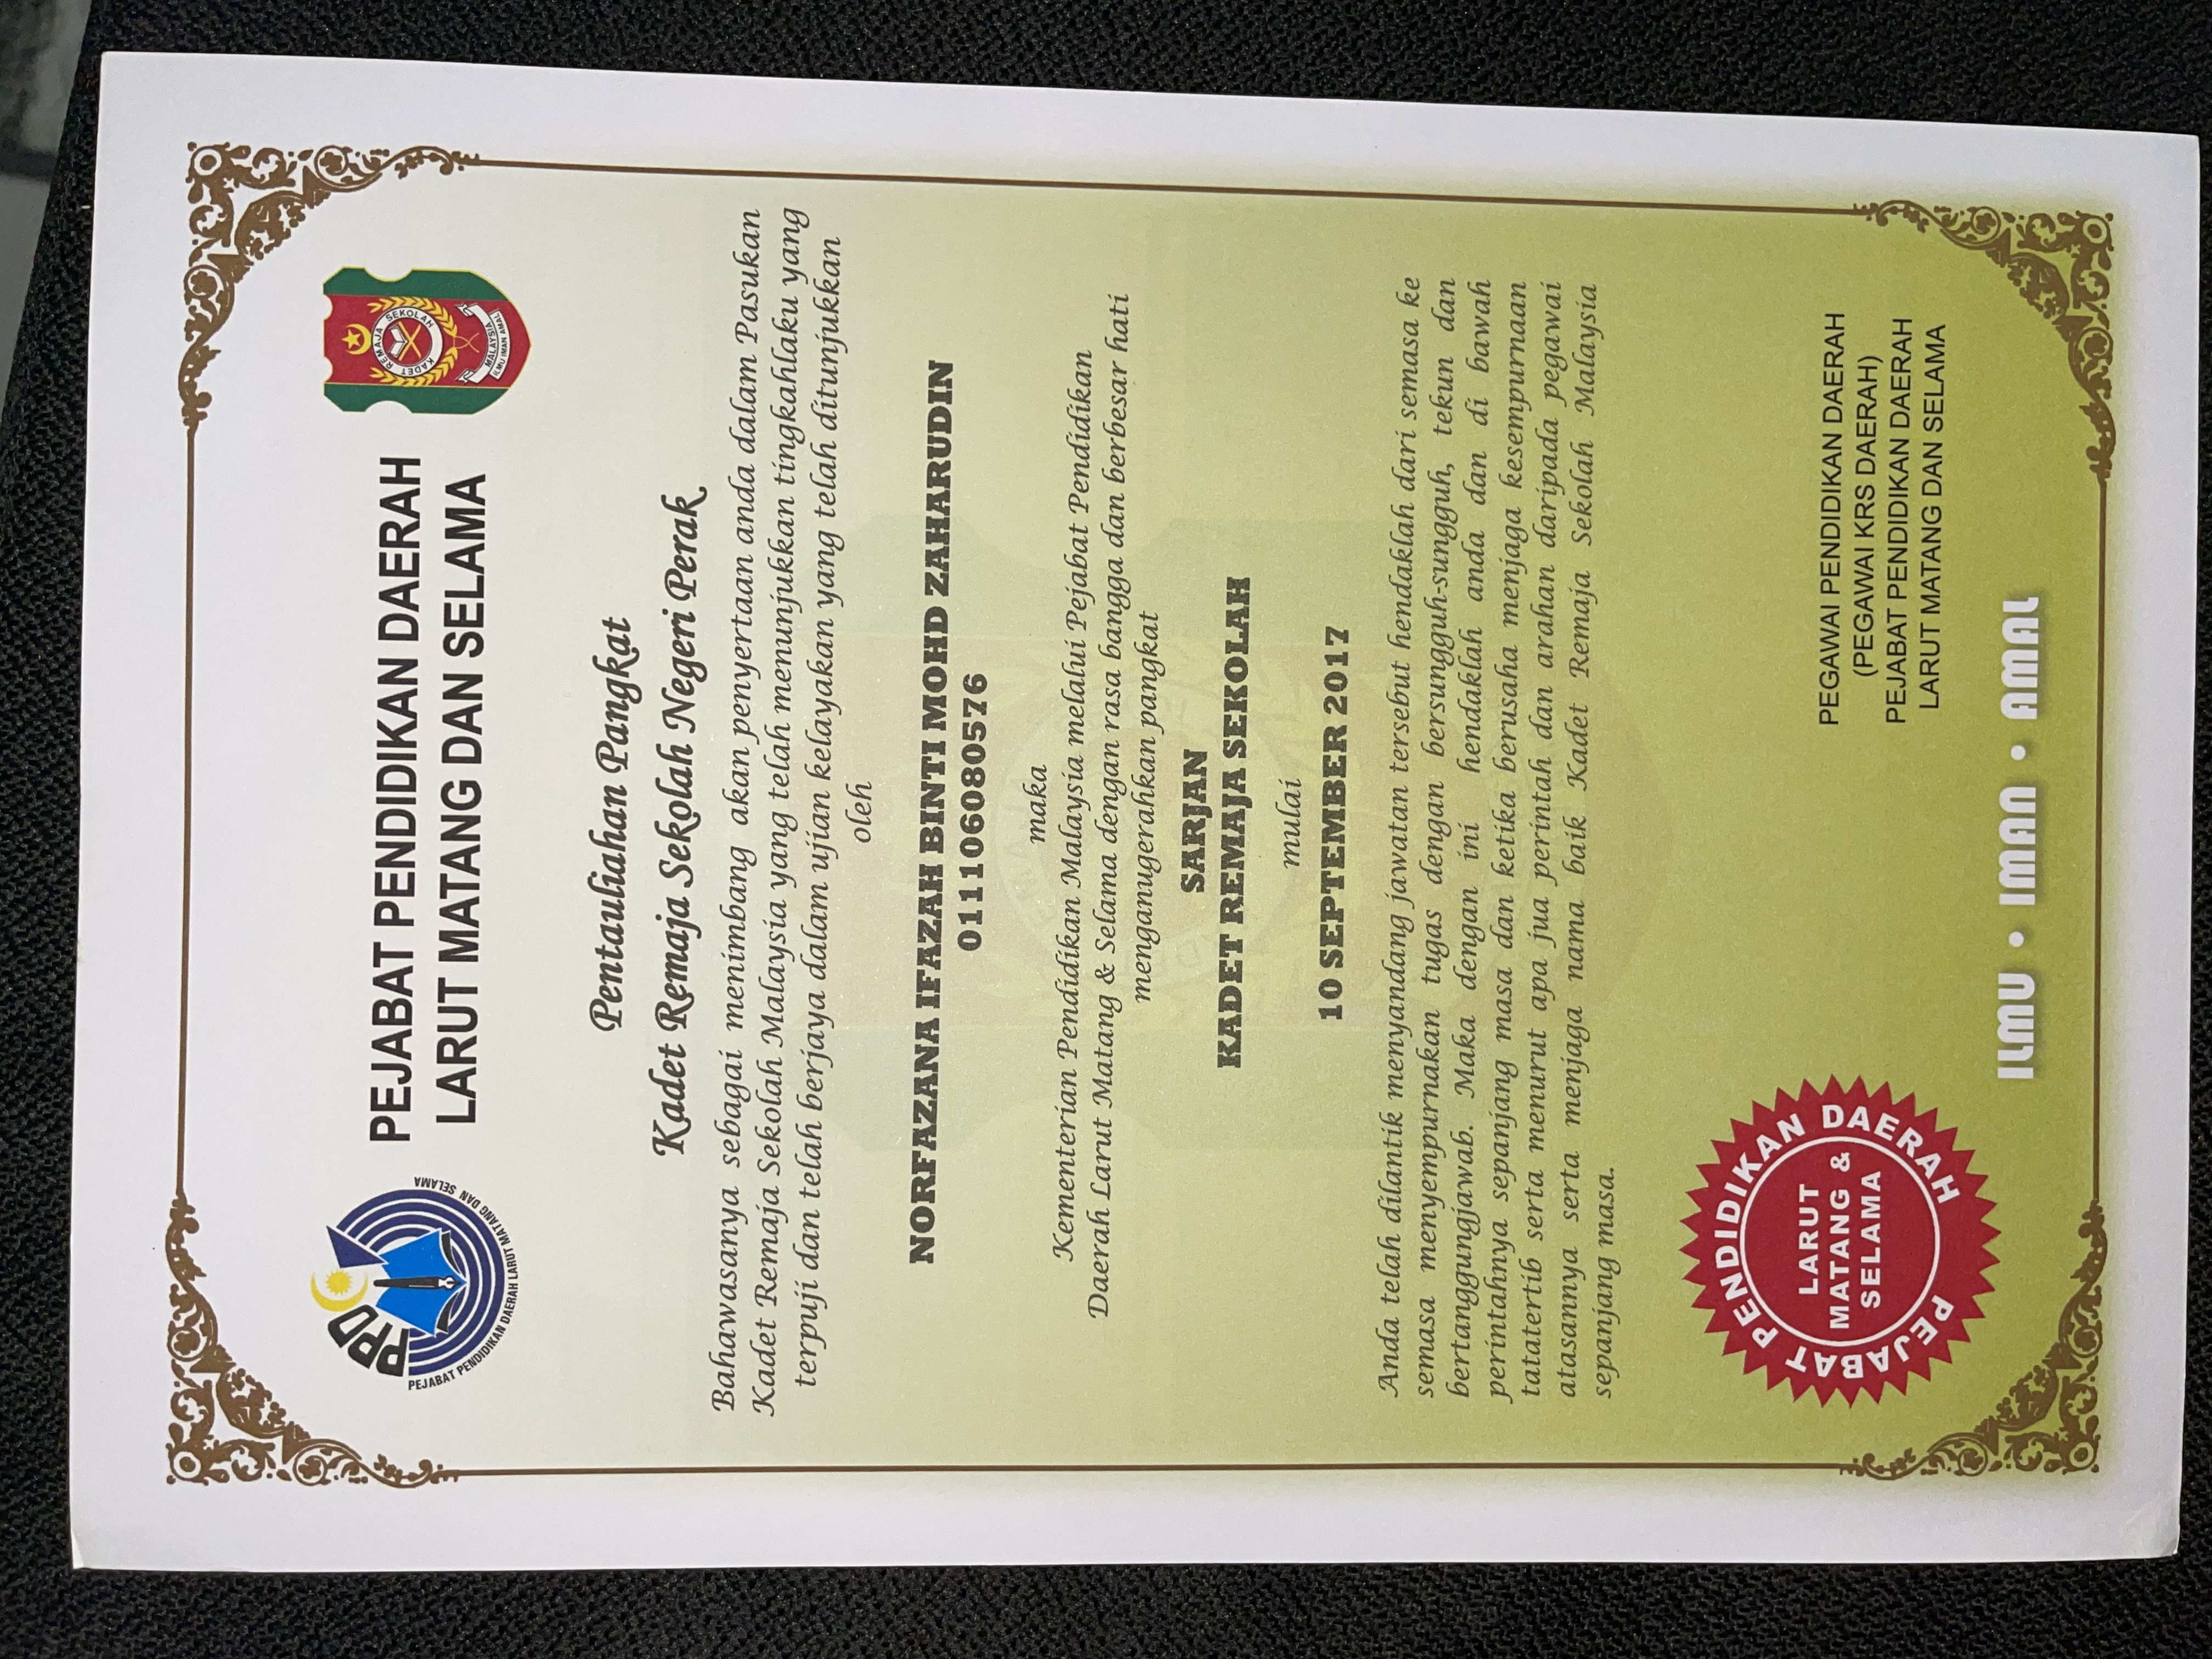 PPD
PEJABAT PENDIDIKAN DAERAH LARUT MATANG DAN SELAMA
PEJABAT PENDIDIKAN DAERAH
LARUT MATANG DAN SELAMA
KADET REMAJA SEKOLAH
MALAYSIA
ILMU IMAN AMAL
Pentauliahan Pangkat
Kadet Remaja Sekolah Negeri Perak
Bahawasanya sebagai menimbang akan penyertaan anda dalam Pasukan
Kadet Remaja Sekolah Malaysia yang telah menunjukkan tingkahlaku yang
terpuji dan telah berjaya dalam ujian kelayakan yang telah ditunjukkan
oleh
NORFAZANA IFAZAH BINTI MOHD ZAHARUDIN
011106080576
maka
Kementerian Pendidikan Malaysia melalui Pejabat Pendidikan
Daerah Larut Matang & Selama dengan rasa bangga dan berbesar hati
menganugerahkan pangkat
SARJAN
KADET REMAJA SEKOLAH
mulai
10 SEPTEMBER 2017
Anda telah dilantik menyandang jawatan tersebut hendaklah dari semasa ke
semasa menyempurnakan tugas dengan bersungguh-sungguh, tekun dan
bertanggungjawab. Maka dengan ini hendaklah anda dan di bawah
perintahnya sepanjang masa dan ketika berusaha menjaga kesempurnaan
tatatertib serta menurut apa jua perintah dan arahan daripada pegawai
atasannya serta menjaga nama baik Kadet Remaja Sekolah Malaysia
sepanjang masa.
PEJABAT PENDIDIKAN DAERAH
LARUT
MATANG &
SELAMA
PEGAWAI PENDIDIKAN DAERAH
(PEGAWAI KRS DAERAH)
PEJABAT PENDIDIKAN DAERAH
LARUT MATANG DAN SELAMA
ILMU • IMAN • AMAL